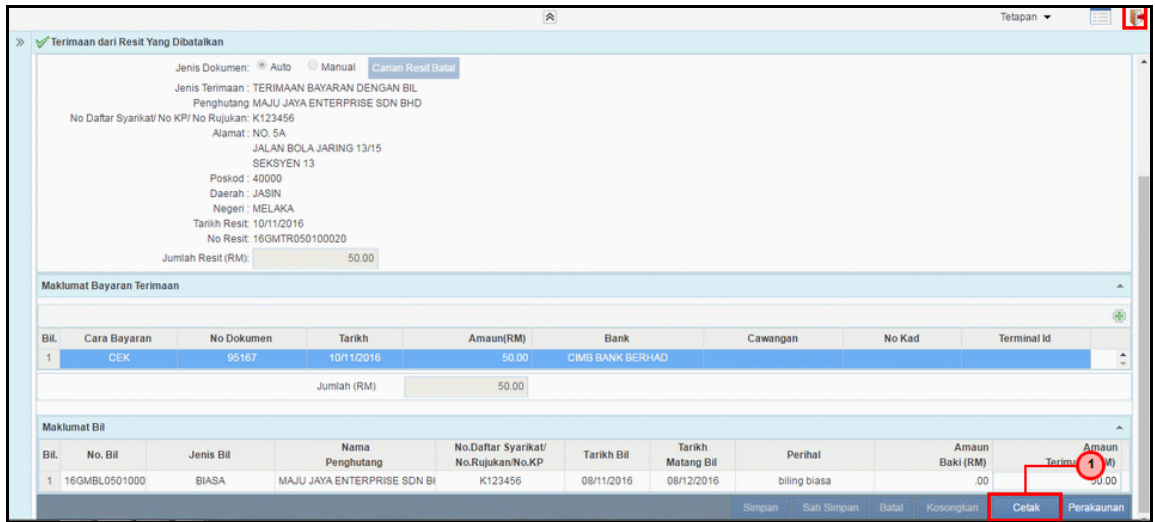 Tetapan
Terimaan dari Resit Yang Dibatalkan
Jenis Dokumen: Auto Manual Carian Resit Batal
Jenis Terimaan : TERIMAAN BAYARAN DENGAN BIL
Penghutang MAJU JAYA ENTERPRISE SDN BHD
No Daftar Syarikat/ No KP/ No Rujukan: K123456
Alamat : NO. 5A
JALAN BOLA JARING 13/15
SEKSYEN 13
Poskod : 40000
Daerah : JASIN
Negeri : MELAKA
Tarikh Resit: 10/11/2016
No Resit: 16GMTR050100020
Jumlah Resit (RM): 50.00
Maklumat Bayaran Terimaan
Bil. Cara Bayaran No Dokumen Tarikh Amaun(RM) Bank Cawangan No Kad Terminal Id
1 CEK 95167 10/11/2016 50.00 CIMB BANK BERHAD
Jumlah (RM) 50.00
Maklumat Bil
Bil. No. Bil Jenis Bil Nama Penghutang No.Daftar Syarikat/ No.Rujukan/No.KP Tarikh Bil Tarikh Matang Bil Perihal Amaun Baki (RM) Amaun
1
1 16GMBL0501000 BIASA MAJU JAYA ENTERPRISE SDN 08/11/2016 K123456 08/12/2016 biling biasa .00 50.00
Simpan Sah Simpan Batal Kosongkan Cetak Perakaunan